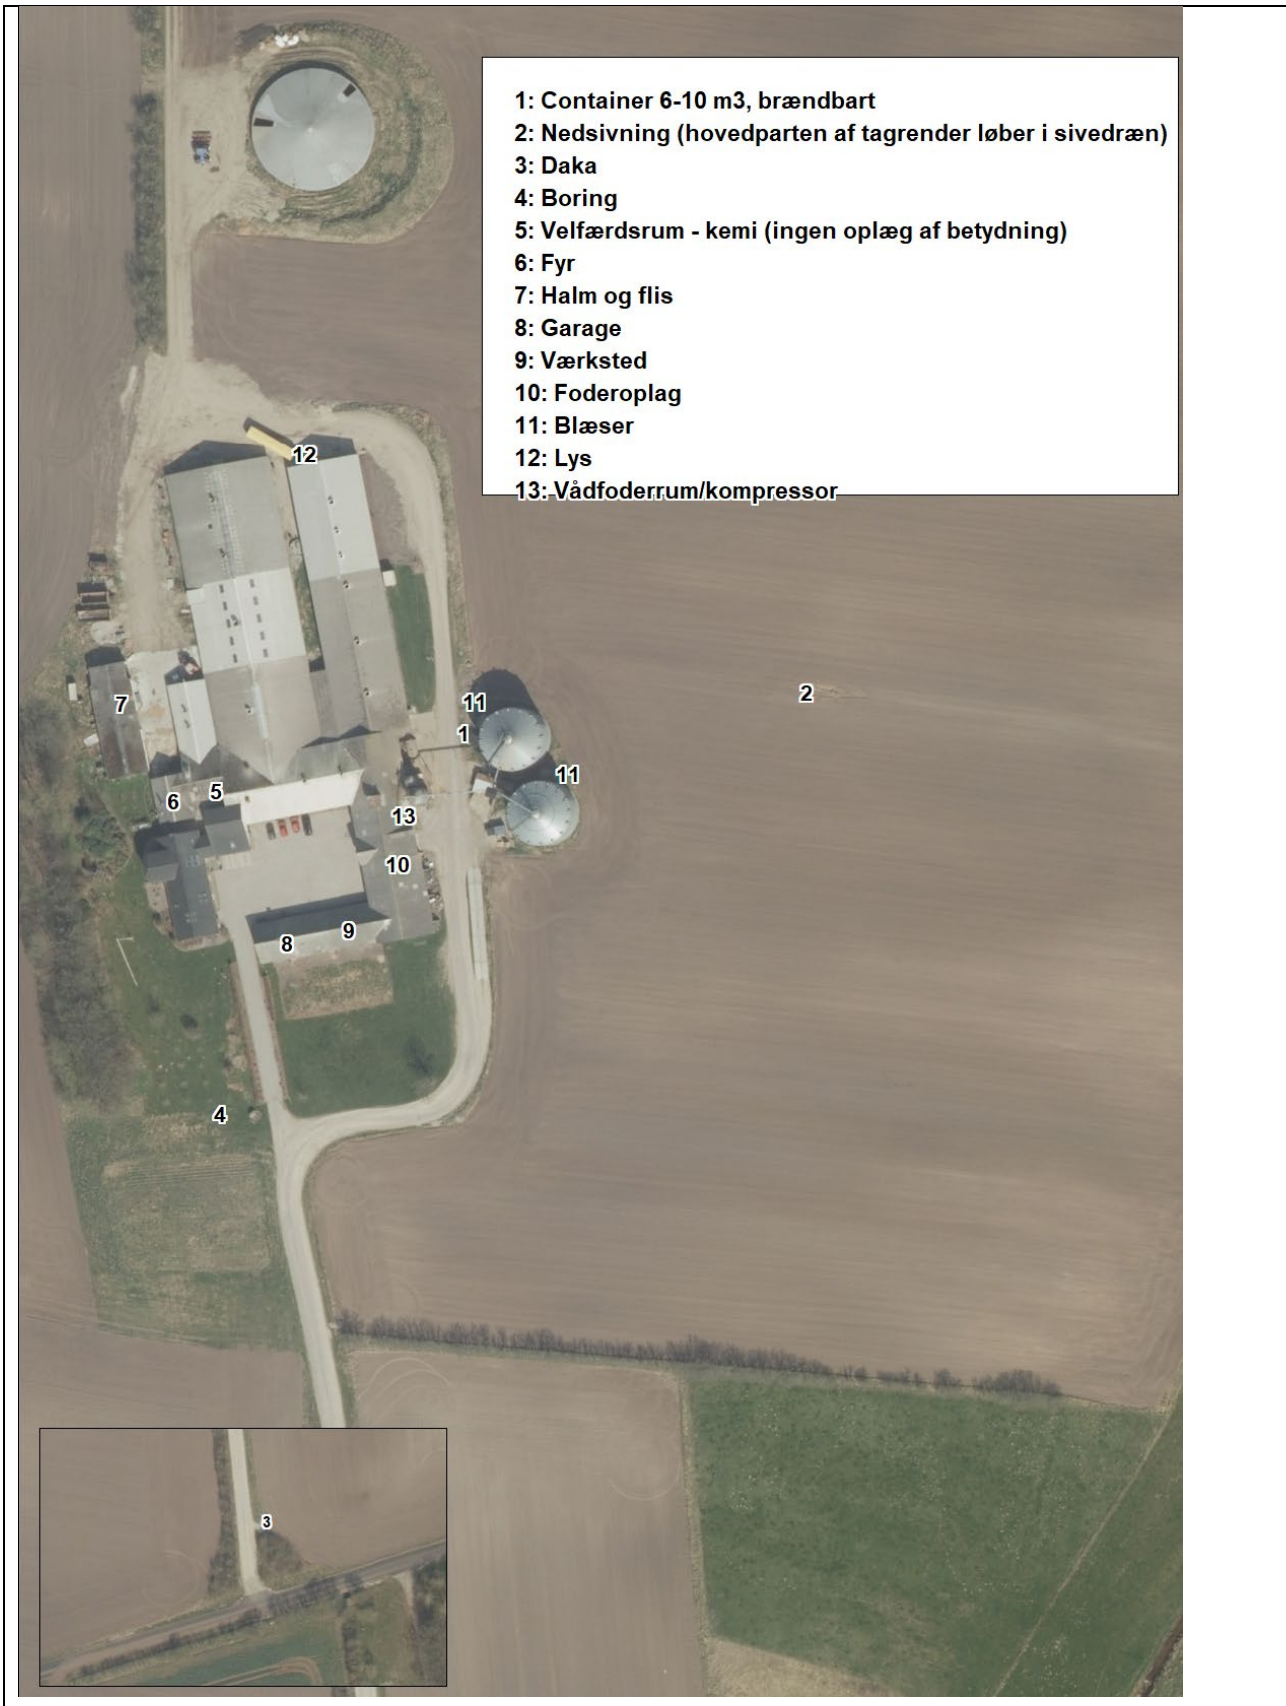 1: Container 6-10 m3, brændbart
2: Nedsivning (hovedparten af tagrender løber i sivedræn)
3: Daka
4: Boring
5: Velfærdsrum - kemi (ingen oplæg af betydning)
6: Fyr
7: Halm og flis
8: Garage
9: Værksted
10: Foderoplag
11: Blæser
12: Lys
13: Vådfoderrum/kompressor
12
2
11
7
1
11
5
6
13
10
9
8
4
3